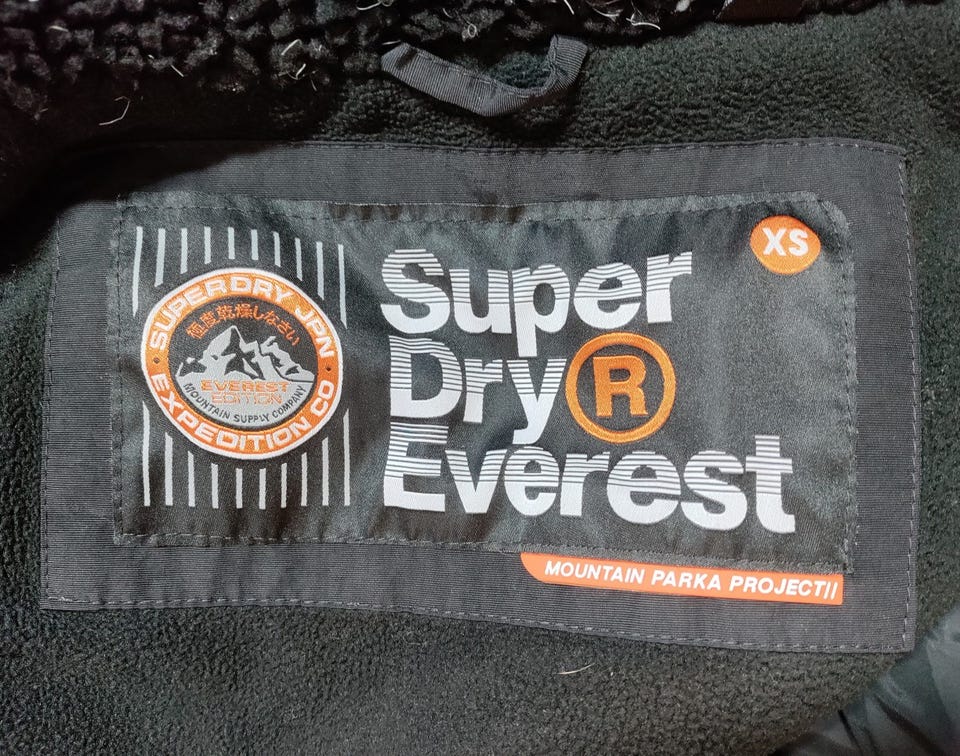 SUPERDRY JPN
極度乾燥しなさい
EVEREST
EDITION
MOUNTAIN SUPPLY COMPANY
EXPEDITION CO
Super
Dry®
Everest
XS
MOUNTAIN PARKA PROJECT//